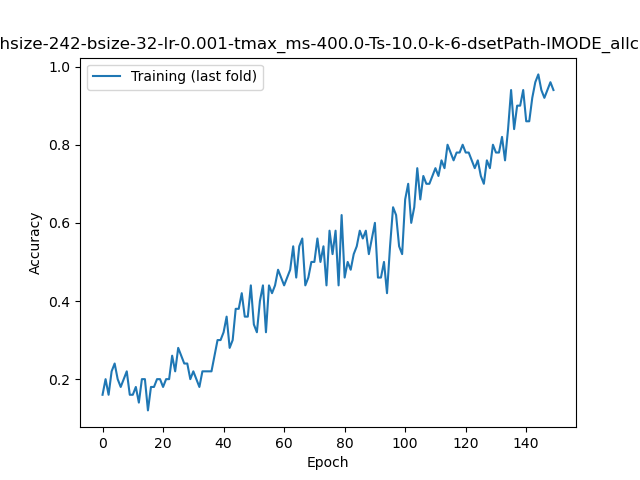 hsize-242-bsize-32-lr-0.001-tmax_ms-400.0-Ts-10.0-k-6-dsetPath-IMODE_allc
Training (last fold)
1.0
0.8
0.6
0.4
0.2
Accuracy
0 20 40 60 80 100 120 140
Epoch